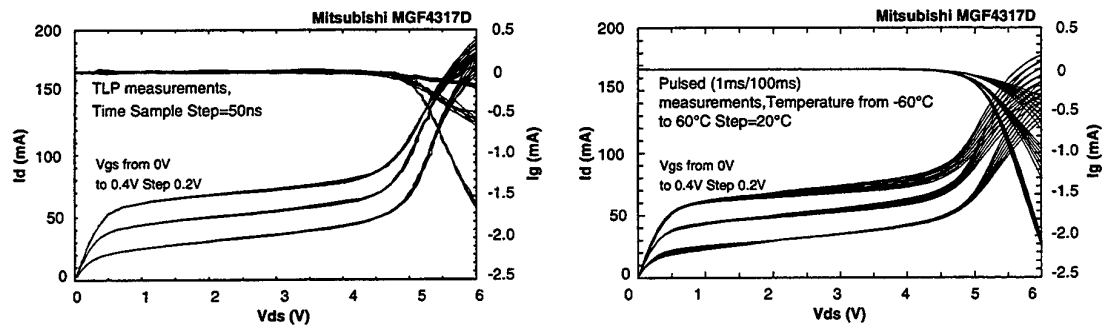 Mitsubishi MGF4317D
200
150
100
50
0
Id (mA)
0.5
0
-0.5
-1.0
-1.5
-2.0
-2.5
Ig (mA)
TLP measurements,
Time Sample Step=50ns
Vgs from 0V
to 0.4V Step 0.2V
0 1 2 3 4 5 6
Vds (V)
Mitsubishi MGF4317D
200
150
100
50
0
Id (mA)
0.5
0
-0.5
-1.0
-1.5
-2.0
-2.5
Ig (mA)
Pulsed (1ms/100ms)
measurements,Temperature from -60°C
to 60°C Step=20°C
Vgs from 0V
to 0.4V Step 0.2V
0 1 2 3 4 5 6
Vds (V)